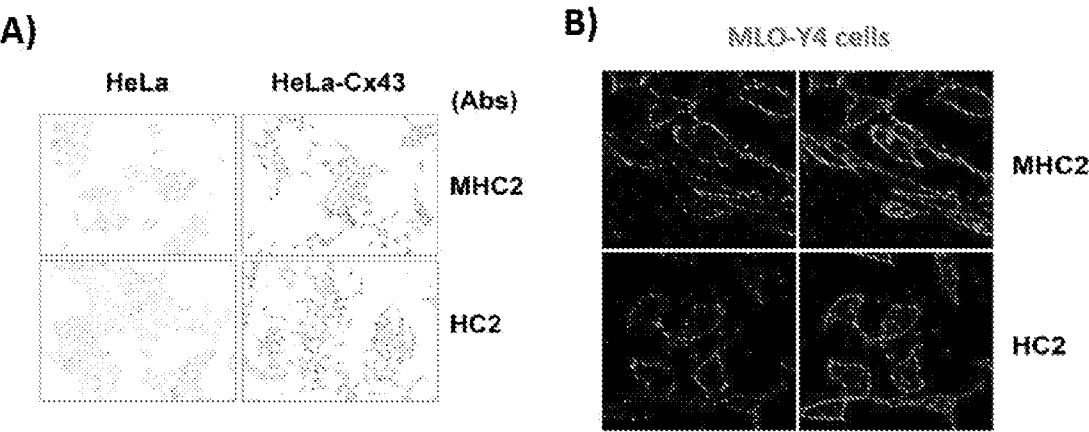 A)
HeLa HeLa-Cx43 (Abs)
MHC2
HC2
B)
MLO-Y4 cells
MHC2
HC2